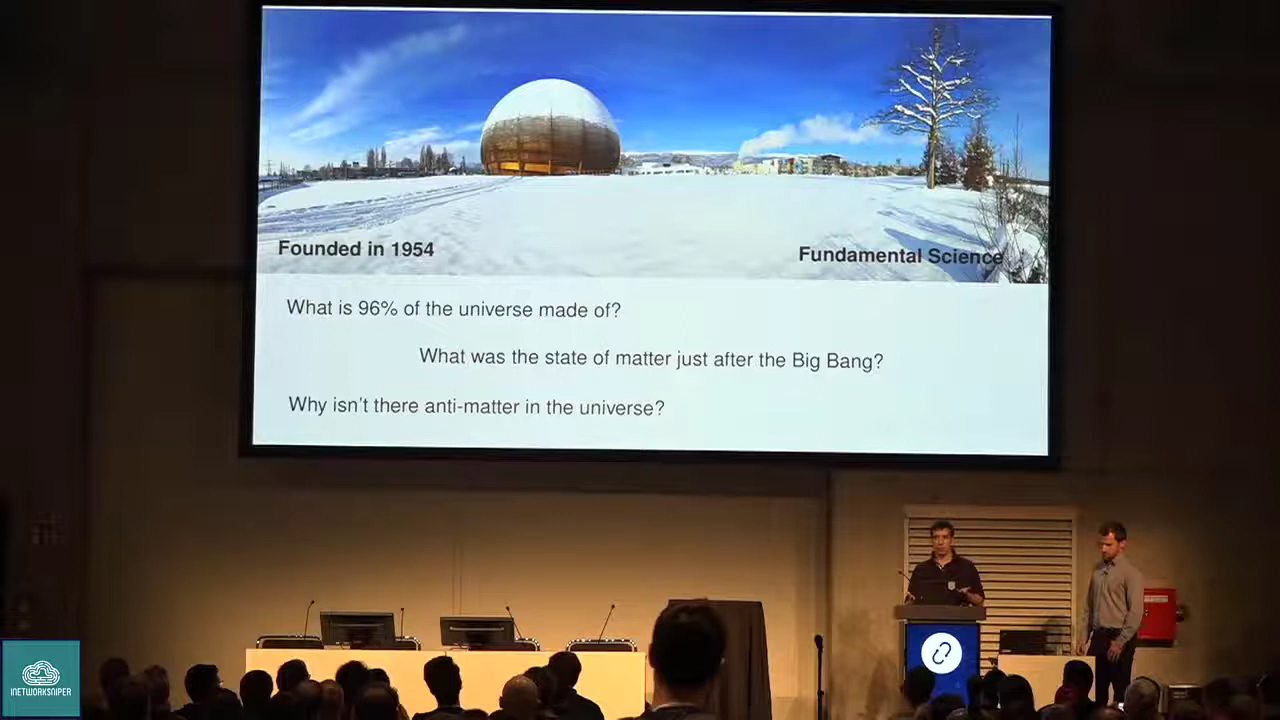 Founded in 1954
Fundamental Science
What is 96% of the universe made of?
What was the state of matter just after the Big Bang?
Why isn't there anti-matter in the universe?
INETWORKSNIPER